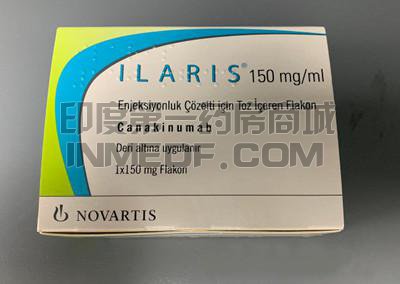 ILARIS® 150 mg/ml
Enjeksiyonluk Çözelti için Toz İçeren Flakon
Canakinumab
Deri altına uygulanır
1x150 mg Flakon
NOVARTIS
印度第一药房商城
INMEDF.COM